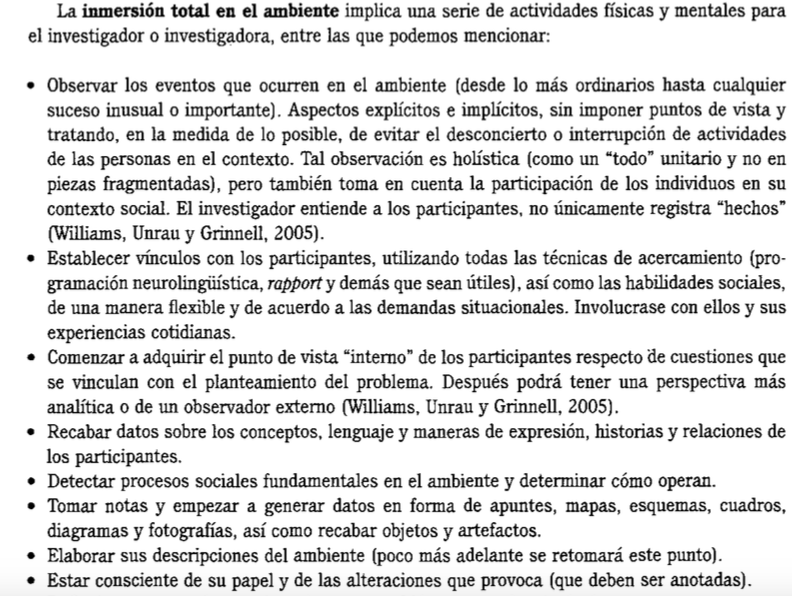 La inmersión total en el ambiente implica una serie de actividades físicas y mentales para
el investigador o investigadora, entre las que podemos mencionar:
• Observar los eventos que ocurren en el ambiente (desde lo más ordinarios hasta cualquier
suceso inusual o importante). Aspectos explícitos e implícitos, sin imponer puntos de vista y
tratando, en la medida de lo posible, de evitar el desconcierto o interrupción de actividades
de las personas en el contexto. Tal observación es holística (como un “todo” unitario y no en
piezas fragmentadas), pero también toma en cuenta la participación de los individuos en su
contexto social. El investigador entiende a los participantes, no únicamente registra “hechos”
(Williams, Unrau y Grinnell, 2005).
• Establecer vínculos con los participantes, utilizando todas las técnicas de acercamiento (pro-
gramación neurolingüística, rapport y demás que sean útiles), así como las habilidades sociales,
de una manera flexible y de acuerdo a las demandas situacionales. Involucrase con ellos y sus
experiencias cotidianas.
• Comenzar a adquirir el punto de vista “interno” de los participantes respecto de cuestiones que
se vinculan con el planteamiento del problema. Después podrá tener una perspectiva más
analítica o de un observador externo (Williams, Unrau y Grinnell, 2005).
• Recabar datos sobre los conceptos, lenguaje y maneras de expresión, historias y relaciones de
los participantes.
• Detectar procesos sociales fundamentales en el ambiente y determinar cómo operan.
• Tomar notas y empezar a generar datos en forma de apuntes, mapas, esquemas, cuadros,
diagramas y fotografías, así como recabar objetos y artefactos.
• Elaborar sus descripciones del ambiente (poco más adelante se retomará este punto).
• Estar consciente de su papel y de las alteraciones que provoca (que deben ser anotadas).